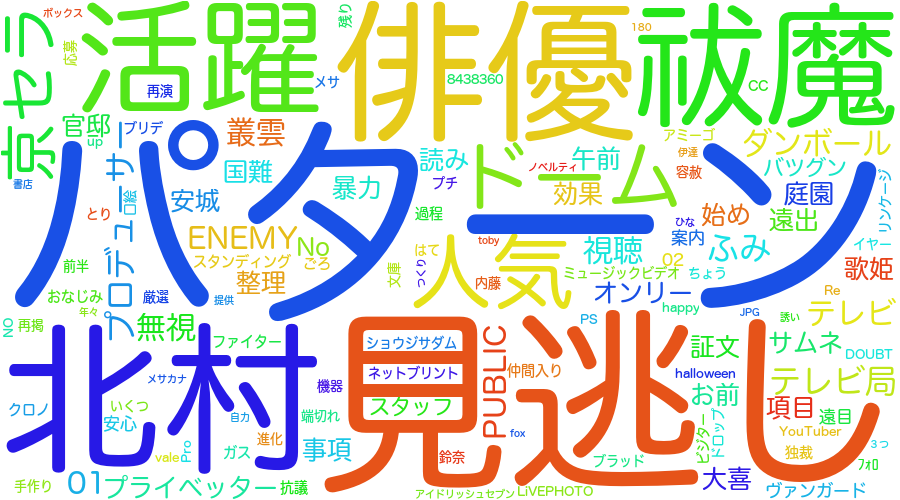 ボックス
活躍
俳優
祓魔
残り
180
応募
京セラ
メサ
8438360
CC
再演
官邸
up
ブリデ
叢雲
アミーゴ
ダンボール
伊達
パターン
国難
読み
ドーム
ノベルティ
午前
容赦
バツグン
書店
口絵
安城
暴力
プチ
効果
庭園
リンケージ
とり
プロデューサー
過程
ひな
始め
遠出
ENEMY
No
toby
人気
視聴
案内
ふみ
イヤー
前半
スタンディング
ごろ
はて
文庫
つくり
ミュージックビデオ
02
ちょう
歌姫
おなじみ
厳選
提供
整理
内藤
オンリー
Re
年々
happy
JPG
誘い
テレビ
NO
再掲
無視
ファイター
PS
サムネ
北村
見逃し
ショウジサダム
PUBLIC
証文
DOUBT
ネットプリント
仲間入り
halloween
テレビ局
メサカナ
機器
お前
クロノ
いくつ
安心
自力
端切れ
スタッフ
項目
遠目
fox
ドロップ
YouTuber
vale
Pro
進化
ガス
事項
鈴奈
ブラッド
ビジター
独裁
3つ
フォロ
手作り
01
プライベッター
抗議
アイドリッシュセブン
LiVEPHOTO
大喜
ヴァンガード